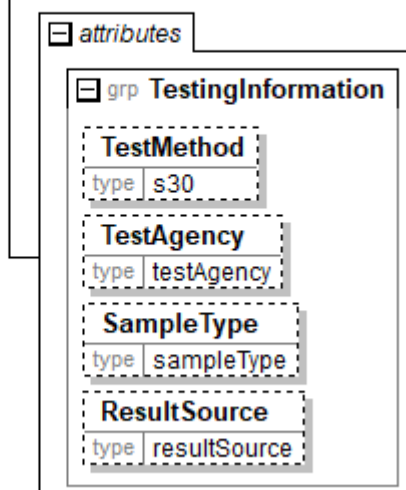 attributes
grp TestingInformation
TestMethod
type s30
TestAgency
type testAgency
SampleType
type sampleType
ResultSource
type resultSource